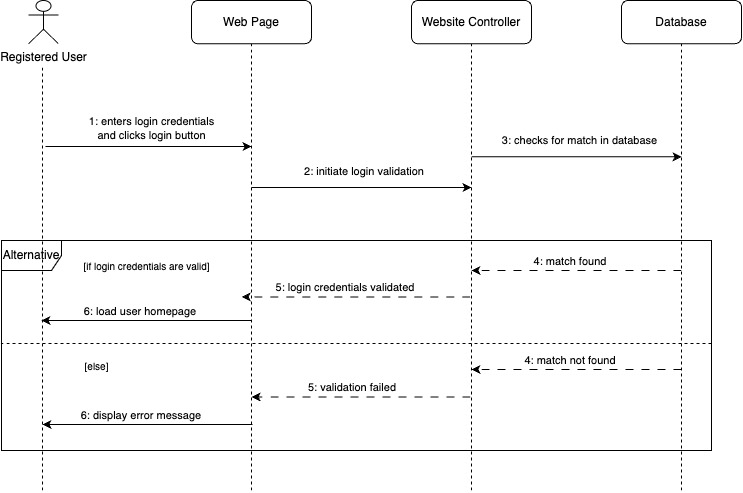 Registered User
Web Page
Website Controller
Database
1: enters login credentials
and clicks login button
3: checks for match in database
2: initiate login validation
Alternative
[if login credentials are valid]
4: match found
5: login credentials validated
6: load user homepage
[else]
4: match not found
5: validation failed
6: display error message